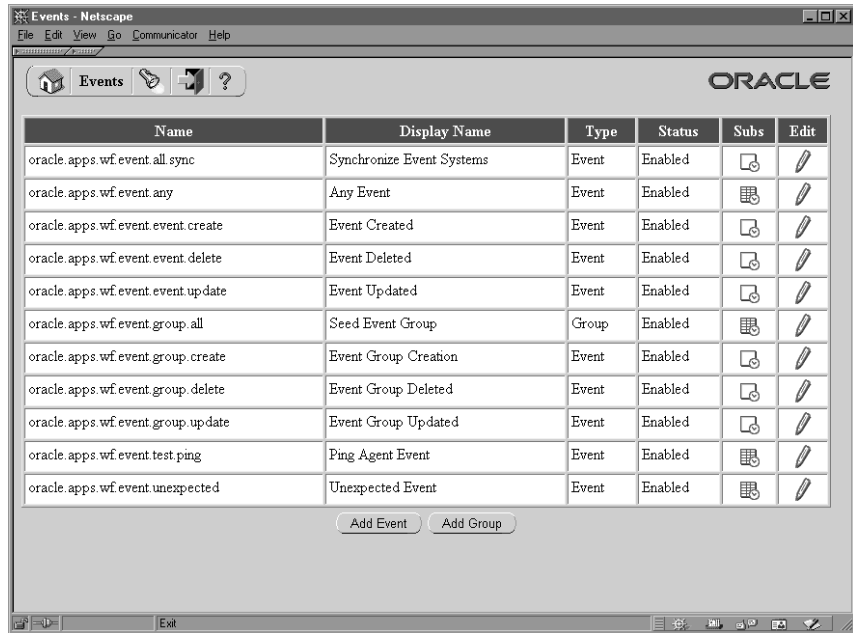 Events - Netscape
File Edit View Go Communicator Help
Events ?
ORACLE
Name Display Name Type Status Subs Edit
oracle.apps.wf.event.all.sync Synchronize Event Systems Event Enabled
oracle.apps.wf.event.any Any Event Event Enabled
oracle.apps.wf.event.event.create Event Created Event Enabled
oracle.apps.wf.event.event.delete Event Deleted Event Enabled
oracle.apps.wf.event.event.update Event Updated Event Enabled
oracle.apps.wf.event.group.all Seed Event Group Group Enabled
oracle.apps.wf.event.group.create Event Group Creation Event Enabled
oracle.apps.wf.event.group.delete Event Group Deleted Event Enabled
oracle.apps.wf.event.group.update Event Group Updated Event Enabled
oracle.apps.wf.event.test.ping Ping Agent Event Event Enabled
oracle.apps.wf.event.unexpected Unexpected Event Event Enabled
Add Event Add Group
Exit